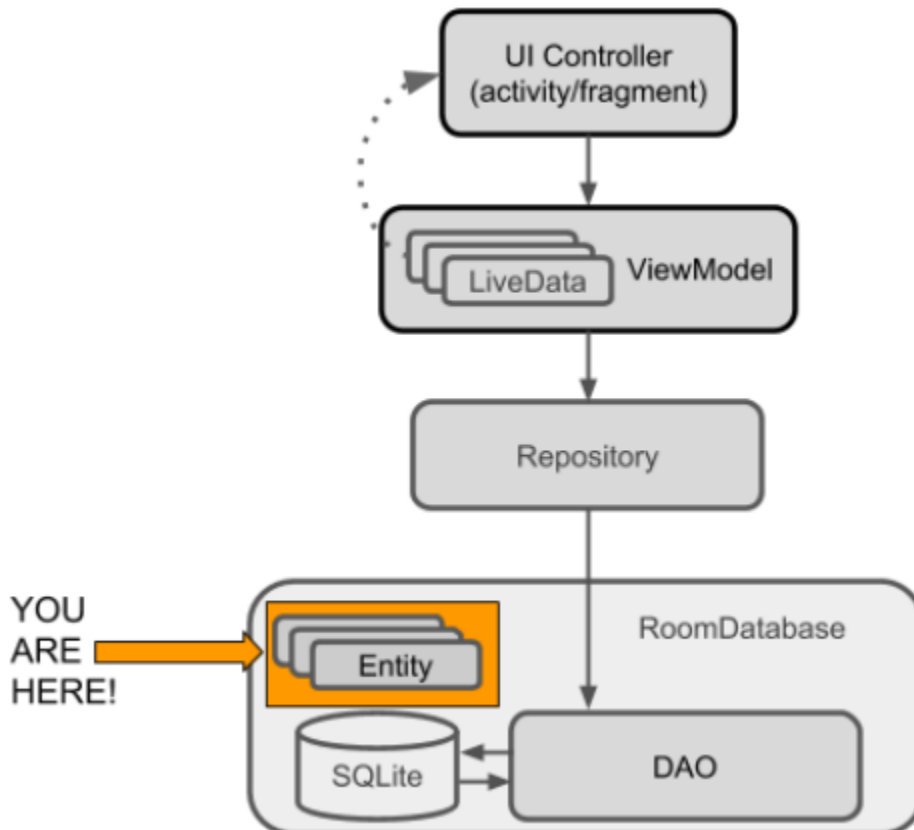 UI Controller
(activity/fragment)
LiveData
ViewModel
Repository
YOU
ARE
HERE!
Entity
RoomDatabase
SQLite
DAO